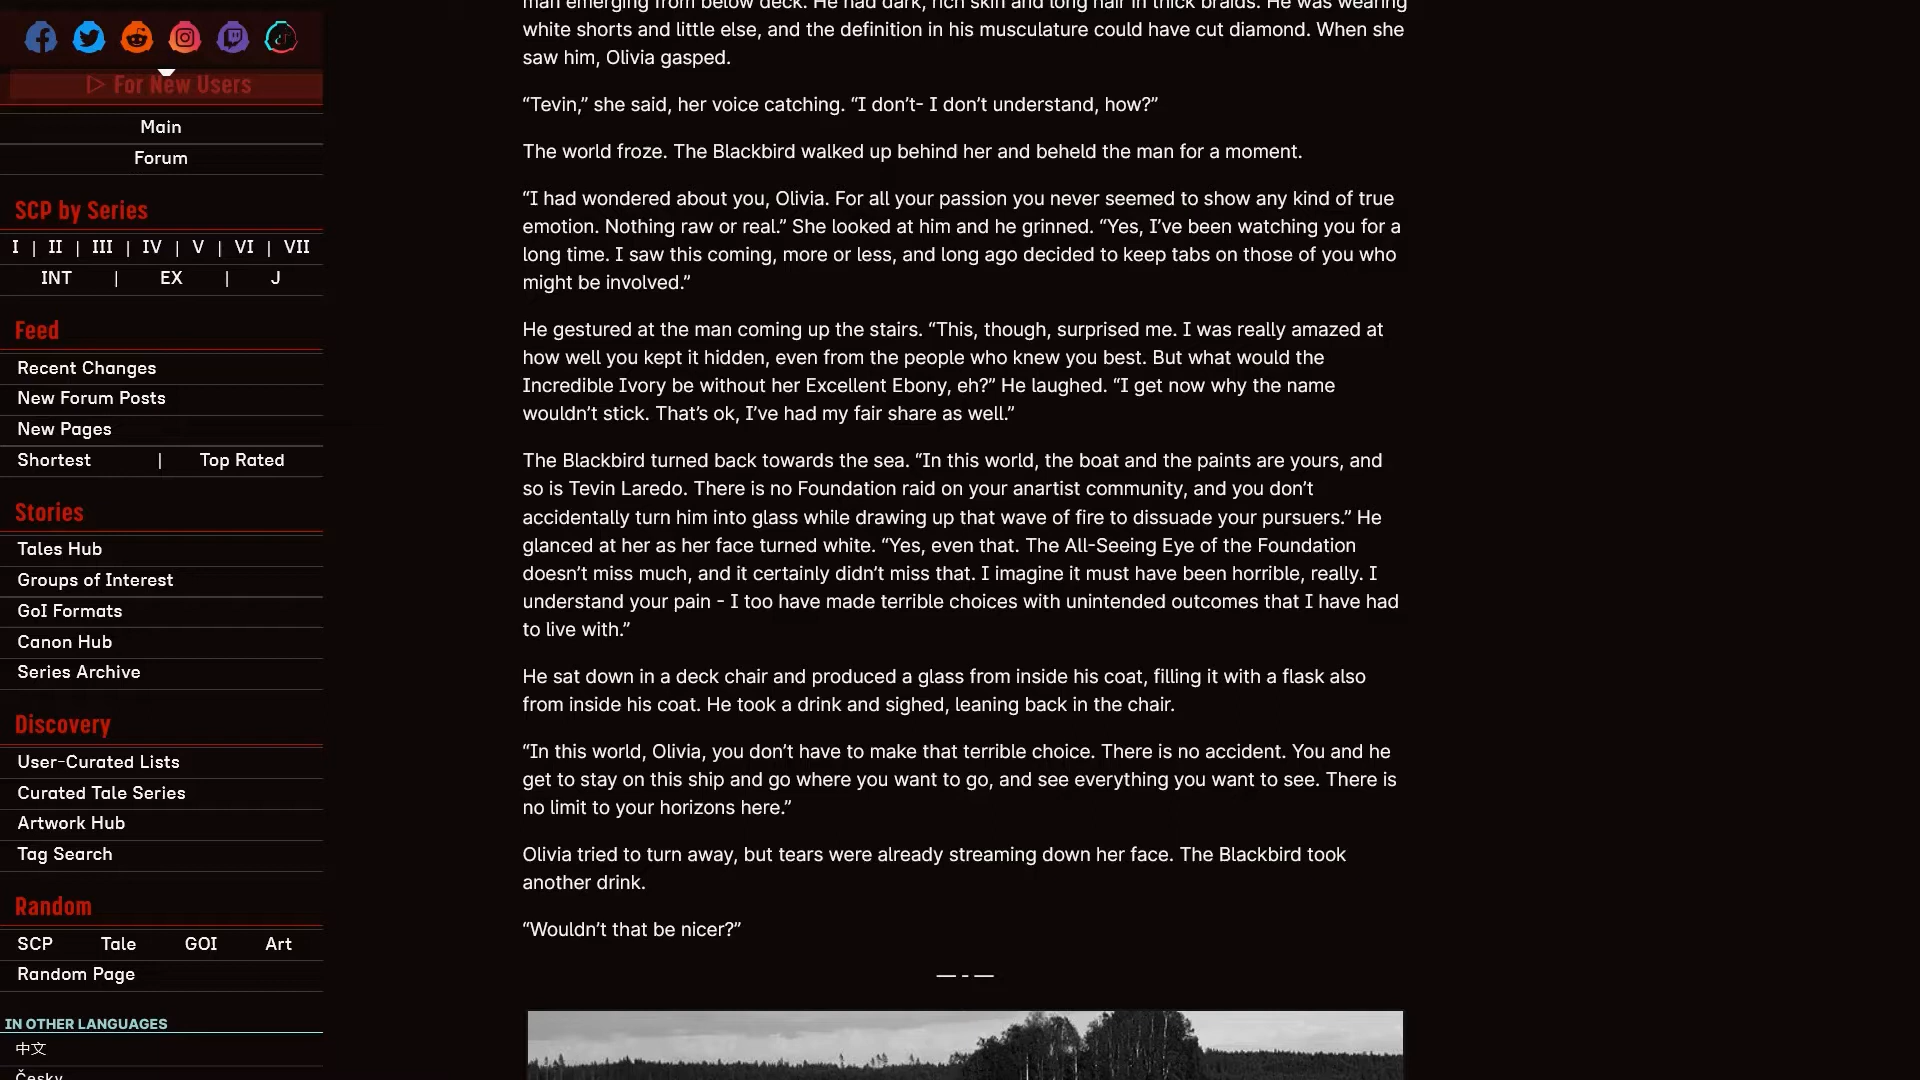 ▷ For New Users
Main
Forum
SCP by Series
I | II | III | IV | V | VI | VII
INT | EX | J
Feed
Recent Changes
New Forum Posts
New Pages
Shortest | Top Rated
Stories
Tales Hub
Groups of Interest
GoI Formats
Canon Hub
Series Archive
Discovery
User-Curated Lists
Curated Tale Series
Artwork Hub
Tag Search
Random
SCP Tale GOI Art
Random Page
IN OTHER LANGUAGES
中文
Česky
man emerging from below deck. He had dark, rich skin and long hair in thick braids. He was wearing
white shorts and little else, and the definition in his musculature could have cut diamond. When she
saw him, Olivia gasped.
“Tevin,” she said, her voice catching. “I don’t- I don’t understand, how?”
The world froze. The Blackbird walked up behind her and beheld the man for a moment.
“I had wondered about you, Olivia. For all your passion you never seemed to show any kind of true
emotion. Nothing raw or real.” She looked at him and he grinned. “Yes, I’ve been watching you for a
long time. I saw this coming, more or less, and long ago decided to keep tabs on those of you who
might be involved.”
He gestured at the man coming up the stairs. “This, though, surprised me. I was really amazed at
how well you kept it hidden, even from the people who knew you best. But what would the
Incredible Ivory be without her Excellent Ebony, eh?” He laughed. “I get now why the name
wouldn’t stick. That’s ok, I’ve had my fair share as well.”
The Blackbird turned back towards the sea. “In this world, the boat and the paints are yours, and
so is Tevin Laredo. There is no Foundation raid on your anartist community, and you don’t
accidentally turn him into glass while drawing up that wave of fire to dissuade your pursuers.” He
glanced at her as her face turned white. “Yes, even that. The All-Seeing Eye of the Foundation
doesn’t miss much, and it certainly didn’t miss that. I imagine it must have been horrible, really. I
understand your pain - I too have made terrible choices with unintended outcomes that I have had
to live with.”
He sat down in a deck chair and produced a glass from inside his coat, filling it with a flask also
from inside his coat. He took a drink and sighed, leaning back in the chair.
“In this world, Olivia, you don’t have to make that terrible choice. There is no accident. You and he
get to stay on this ship and go where you want to go, and see everything you want to see. There is
no limit to your horizons here.”
Olivia tried to turn away, but tears were already streaming down her face. The Blackbird took
another drink.
“Wouldn’t that be nicer?”
— - —